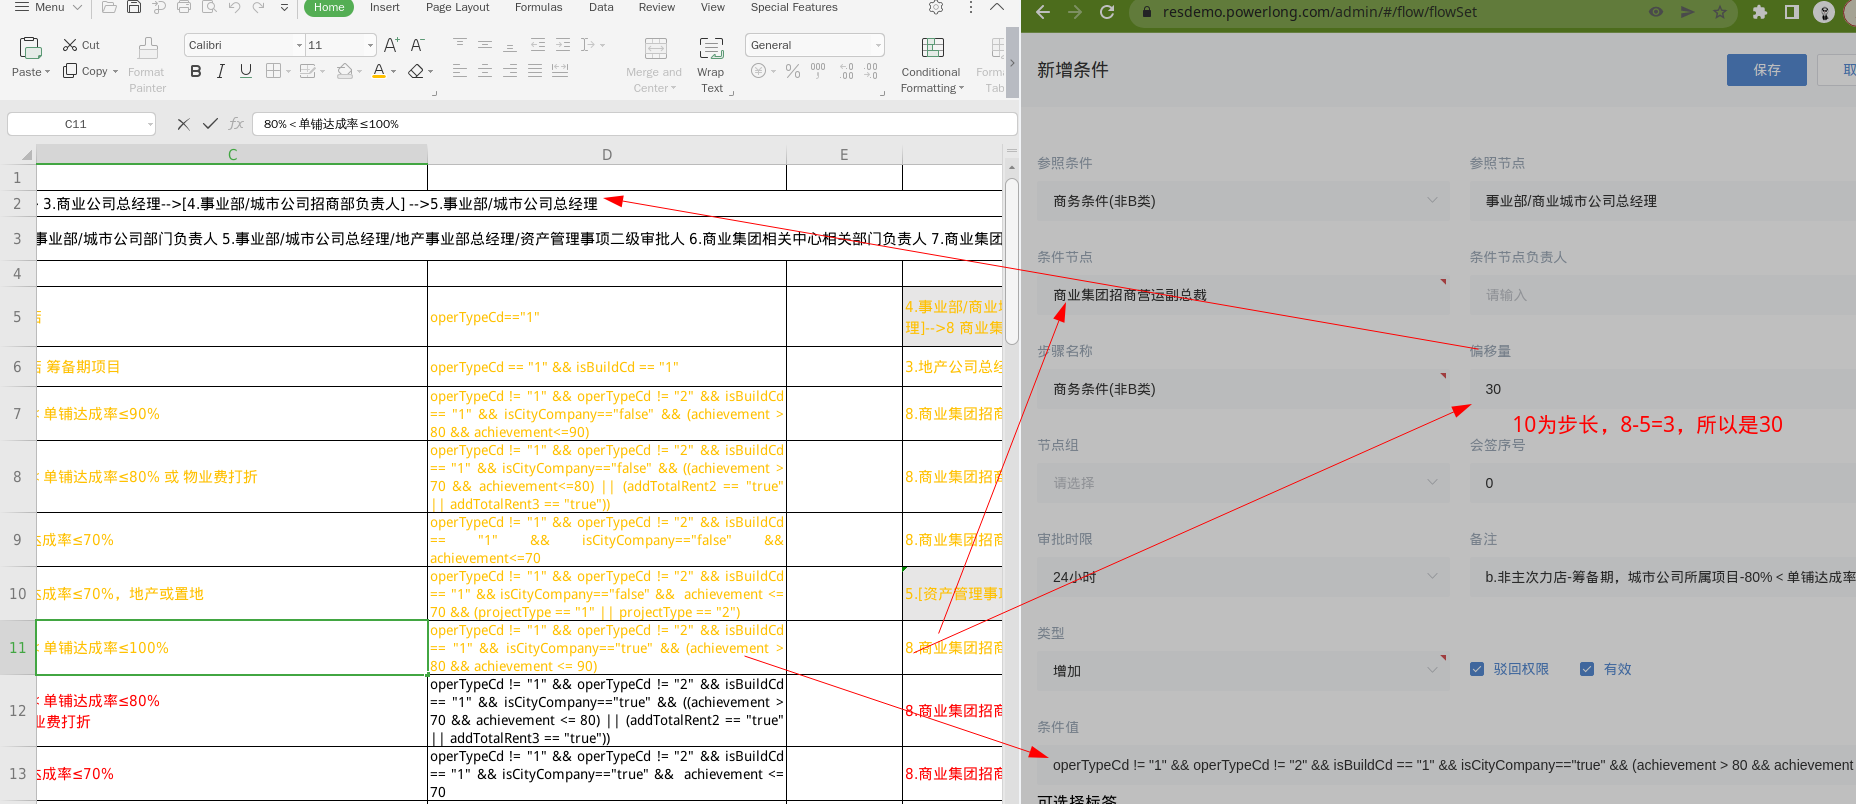 Menu Home Insert Page Layout Formulas Data Review View Special Features
Paste Cut Copy Format Painter
Calibri 11 A+ A-
B I U A
Merge and Center Wrap Text
General
% 000 Conditional Formatting
C11 fx 80%＜单铺达成率≤100%
C D E
1
2 3.商业公司总经理-->[4.事业部/城市公司招商部负责人] -->5.事业部/城市公司总经理
3 事业部/城市公司部门负责人 5.事业部/城市公司总经理/地产事业部总经理/资产管理事项二级审批人 6.商业集团相关中心相关部门负责人 7.商业集团
4
5 operTypeCd=="1" 4.事业部/商业
理]-->8 商业集
6 筹备期项目 operTypeCd == "1" && isBuildCd == "1" 3.地产公司总经
7 单铺达成率≤90% operTypeCd != "1" && operTypeCd != "2" && isBuildCd
== "1" && isCityCompany=="false" && (achievement >
80 && achievement<=90)
8.商业集团招商
8 单铺达成率≤80% 或 物业费打折 operTypeCd != "1" && operTypeCd != "2" && isBuildCd
== "1" && isCityCompany=="false" && ((achievement >
70 && achievement<=80) || (addTotalRent2 == "true"
|| addTotalRent3 == "true"))
8.商业集团招商
9 达成率≤70% operTypeCd != "1" && operTypeCd != "2" && isBuildCd
== "1" && isCityCompany=="false" &&
achievement<=70
8.商业集团招商
10 达成率≤70%，地产或置地 operTypeCd != "1" && operTypeCd != "2" && isBuildCd
== "1" && isCityCompany=="false" && achievement <=
70 && (projectType == "1" || projectType == "2")
5.[资产管理事项
11 单铺达成率≤100% operTypeCd != "1" && operTypeCd != "2" && isBuildCd
== "1" && isCityCompany=="true" && (achievement >
80 && achievement <= 90)
8.商业集团招商
12 单铺达成率≤80%
业费打折
operTypeCd != "1" && operTypeCd != "2" && isBuildCd
== "1" && isCityCompany=="true" && ((achievement >
70 && achievement <= 80) || (addTotalRent2 == "true"
|| addTotalRent3 == "true"))
8.商业集团招商
13 达成率≤70% operTypeCd != "1" && operTypeCd != "2" && isBuildCd
== "1" && isCityCompany=="true" && achievement <=
70
8.商业集团招商
resdemo.powerlong.com/admin/#/flow/flowSet
新增条件 保存 取
参照条件 参照节点
商务条件(非B类) 事业部/商业城市公司总经理
条件节点 条件节点负责人
商业集团招商营运副总裁 请输入
步骤名称 偏移量
商务条件(非B类) 30
10为步长，8-5=3，所以是30
节点组 会签序号
请选择 0
审批时限 备注
24小时 b.非主次力店-筹备期，城市公司所属项目-80%＜单铺达成率
类型
增加 驳回权限 有效
条件值
operTypeCd != "1" && operTypeCd != "2" && isBuildCd == "1" && isCityCompany=="true" && (achievement > 80 && achievement
可选择标签